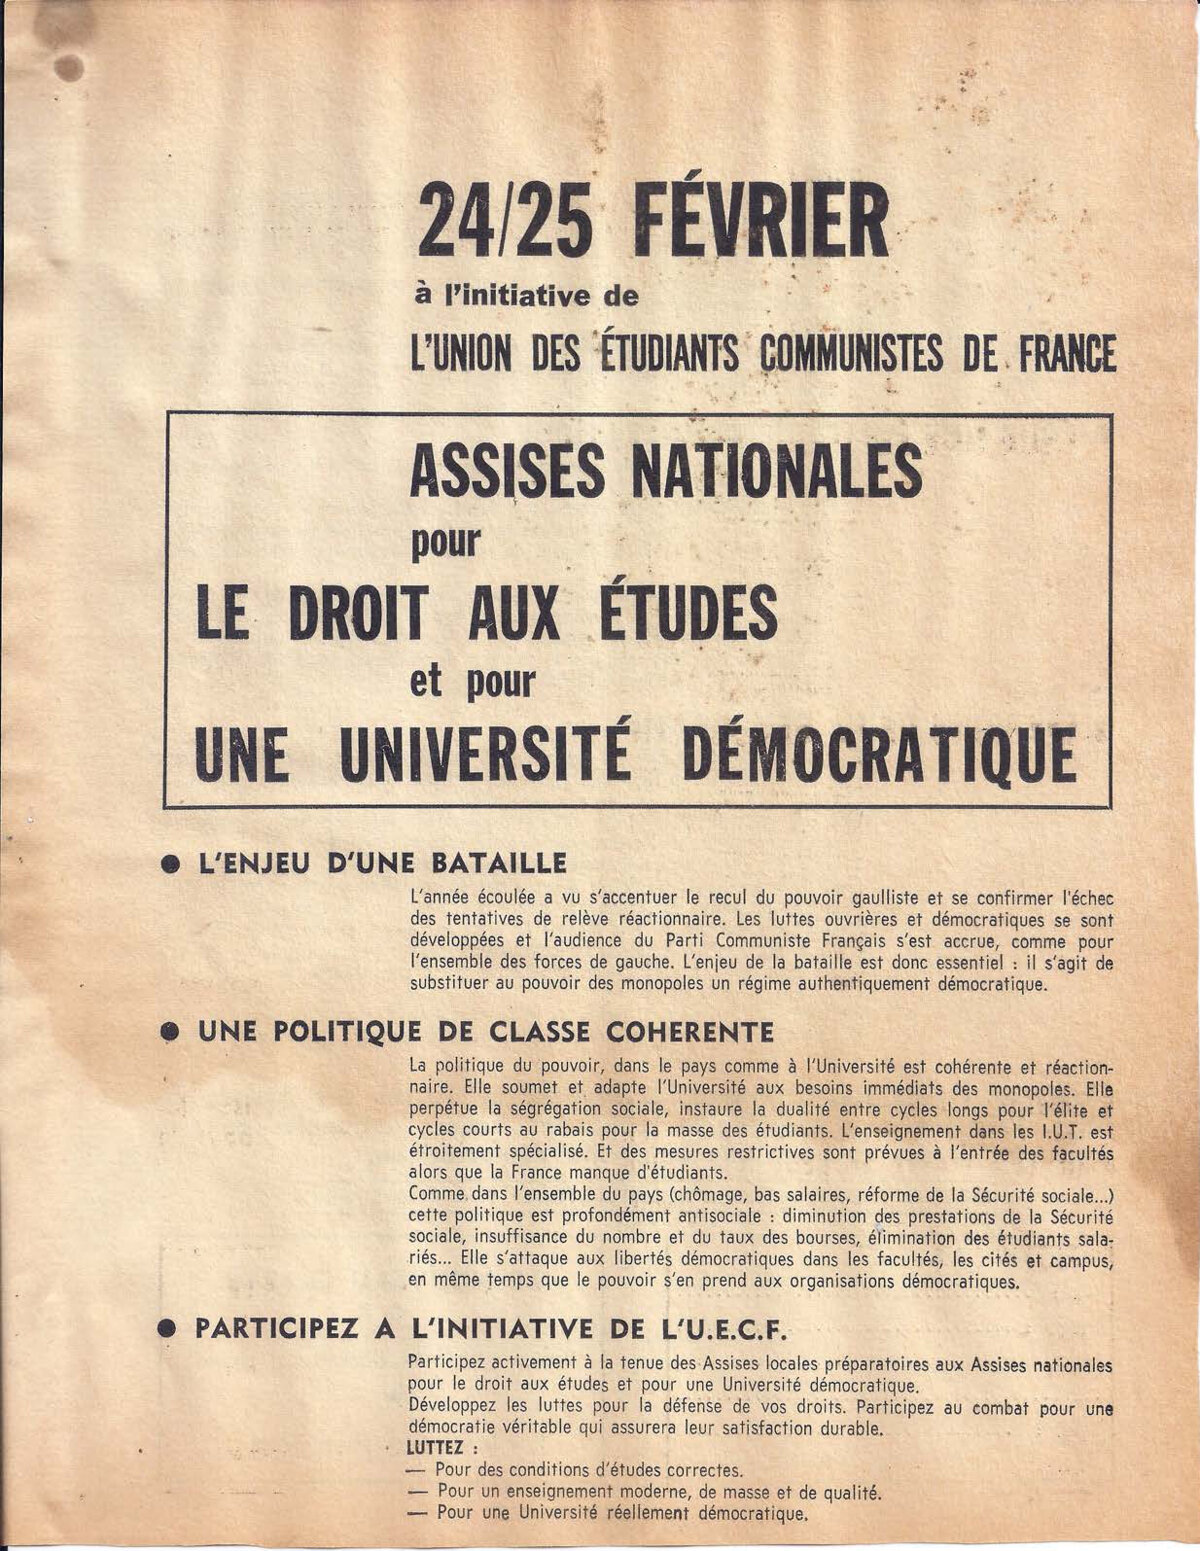 24/25 FÉVRIER
à l'initiative de
L'UNION DES ÉTUDIANTS COMMUNISTES DE FRANCE
ASSISES NATIONALES
pour
LE DROIT AUX ÉTUDES
et pour
UNE UNIVERSITÉ DÉMOCRATIQUE
● L'ENJEU D'UNE BATAILLE
L'année écoulée a vu s'accentuer le recul du pouvoir gaulliste et se confirmer l'échec
des tentatives de relève réactionnaire. Les luttes ouvrières et démocratiques se sont
développées et l'audience du Parti Communiste Français s'est accrue, comme pour
l'ensemble des forces de gauche. L'enjeu de la bataille est donc essentiel : il s'agit de
substituer au pouvoir des monopoles un régime authentiquement démocratique.
● UNE POLITIQUE DE CLASSE COHERENTE
La politique du pouvoir, dans le pays comme à l'Université est cohérente et réaction-
naire. Elle soumet et adapte l'Université aux besoins immédiats des monopoles. Elle
perpétue la ségrégation sociale, instaure la dualité entre cycles longs pour l'élite et
cycles courts au rabais pour la masse des étudiants. L'enseignement dans les I.U.T. est
étroitement spécialisé. Et des mesures restrictives sont prévues à l'entrée des facultés
alors que la France manque d'étudiants.
Comme dans l'ensemble du pays (chômage, bas salaires, réforme de la Sécurité sociale...)
cette politique est profondément antisociale : diminution des prestations de la Sécurité
sociale, insuffisance du nombre et du taux des bourses, élimination des étudiants sala-
riés... Elle s'attaque aux libertés démocratiques dans les facultés, les cités et campus,
en même temps que le pouvoir s'en prend aux organisations démocratiques.
● PARTICIPEZ A L'INITIATIVE DE L'U.E.C.F.
Participez activement à la tenue des Assises locales préparatoires aux Assises nationales
pour le droit aux études et pour une Université démocratique.
Développez les luttes pour la défense de vos droits. Participez au combat pour une
démocratie véritable qui assurera leur satisfaction durable.
LUTTEZ :
— Pour des conditions d'études correctes.
— Pour un enseignement moderne, de masse et de qualité.
— Pour une Université réellement démocratique.